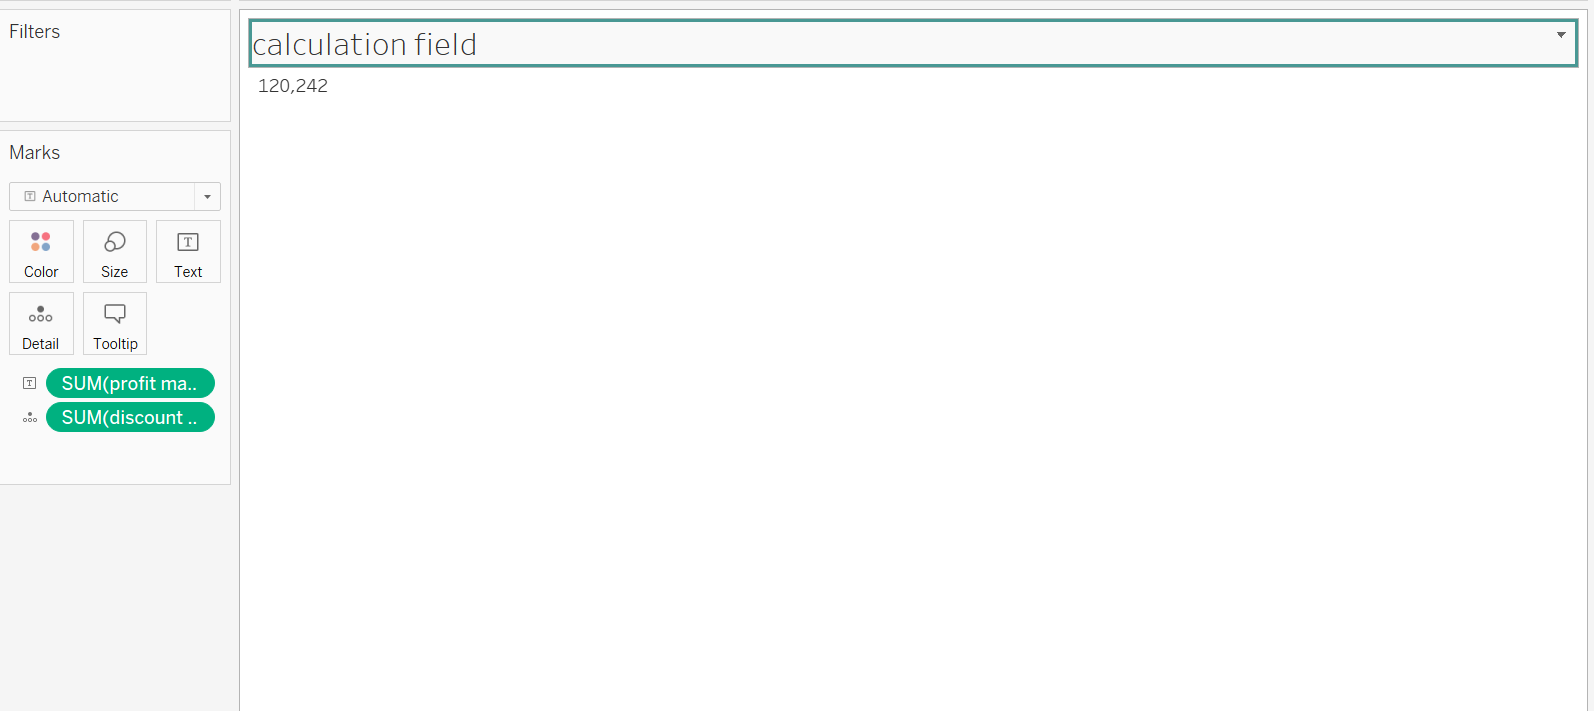 Filters
calculation field
120,242
Marks
Automatic
Color Size Text
Detail Tooltip
SUM(profit ma..
SUM(discount ..